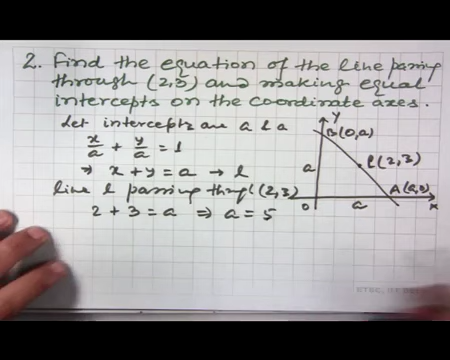 2. Find the equation of the line passing
through (2,3) and making equal
intercepts on the coordinate axes.
Let intercepts are a & a
x/a + y/a = 1
⇒ x + y = a → l
line l passing through (2,3)
2 + 3 = a ⇒ a = 5
Y
B(0,a)
(2,3)
a
A(a,0)
O
a
x